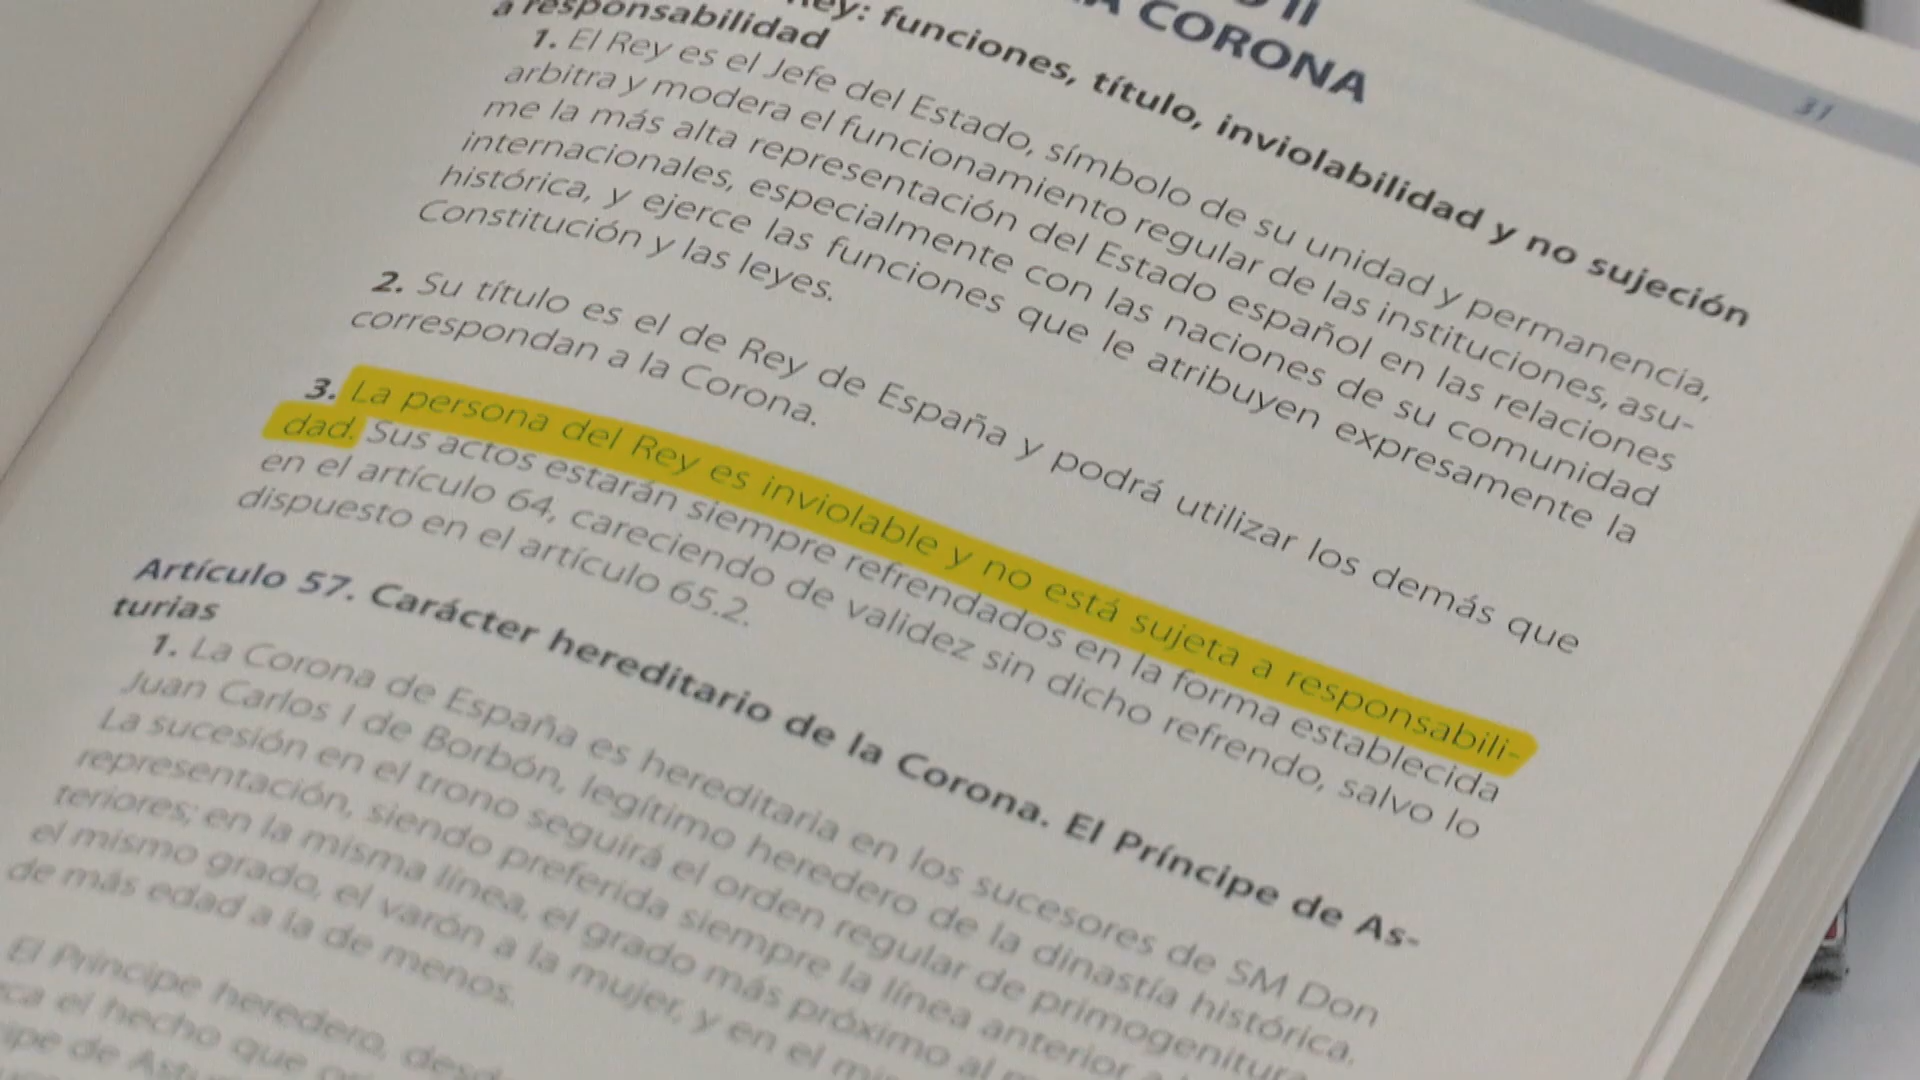 II
CORONA
31
Rey: funciones, título, inviolabilidad y no sujeción
a responsabilidad
1. El Rey es el Jefe del Estado, símbolo de su unidad y permanencia,
arbitra y modera el funcionamiento regular de las instituciones, asu-
me la más alta representación del Estado español en las relaciones
internacionales, especialmente con las naciones de su comunidad
histórica, y ejerce las funciones que le atribuyen expresamente la
Constitución y las leyes.
2. Su título es el de Rey de España y podrá utilizar los demás que
correspondan a la Corona.
3. La persona del Rey es inviolable y no está sujeta a responsabili-
dad. Sus actos estarán siempre refrendados en la forma establecida
en el artículo 64, careciendo de validez sin dicho refrendo, salvo lo
dispuesto en el artículo 65.2.
Artículo 57. Carácter hereditario de la Corona. El Príncipe de As-
turias
1. La Corona de España es hereditaria en los sucesores de SM Don
Juan Carlos I de Borbón, legítimo heredero de la dinastía histórica.
La sucesión en el trono seguirá el orden regular de primogenitura
representación, siendo preferida siempre la línea anterior a
teriores; en la misma línea, el grado más próximo al
el mismo grado, el varón a la mujer, y en el mi
de más edad a la de menos.
El Príncipe heredero, desd
ca el hecho que
ipe de Astu